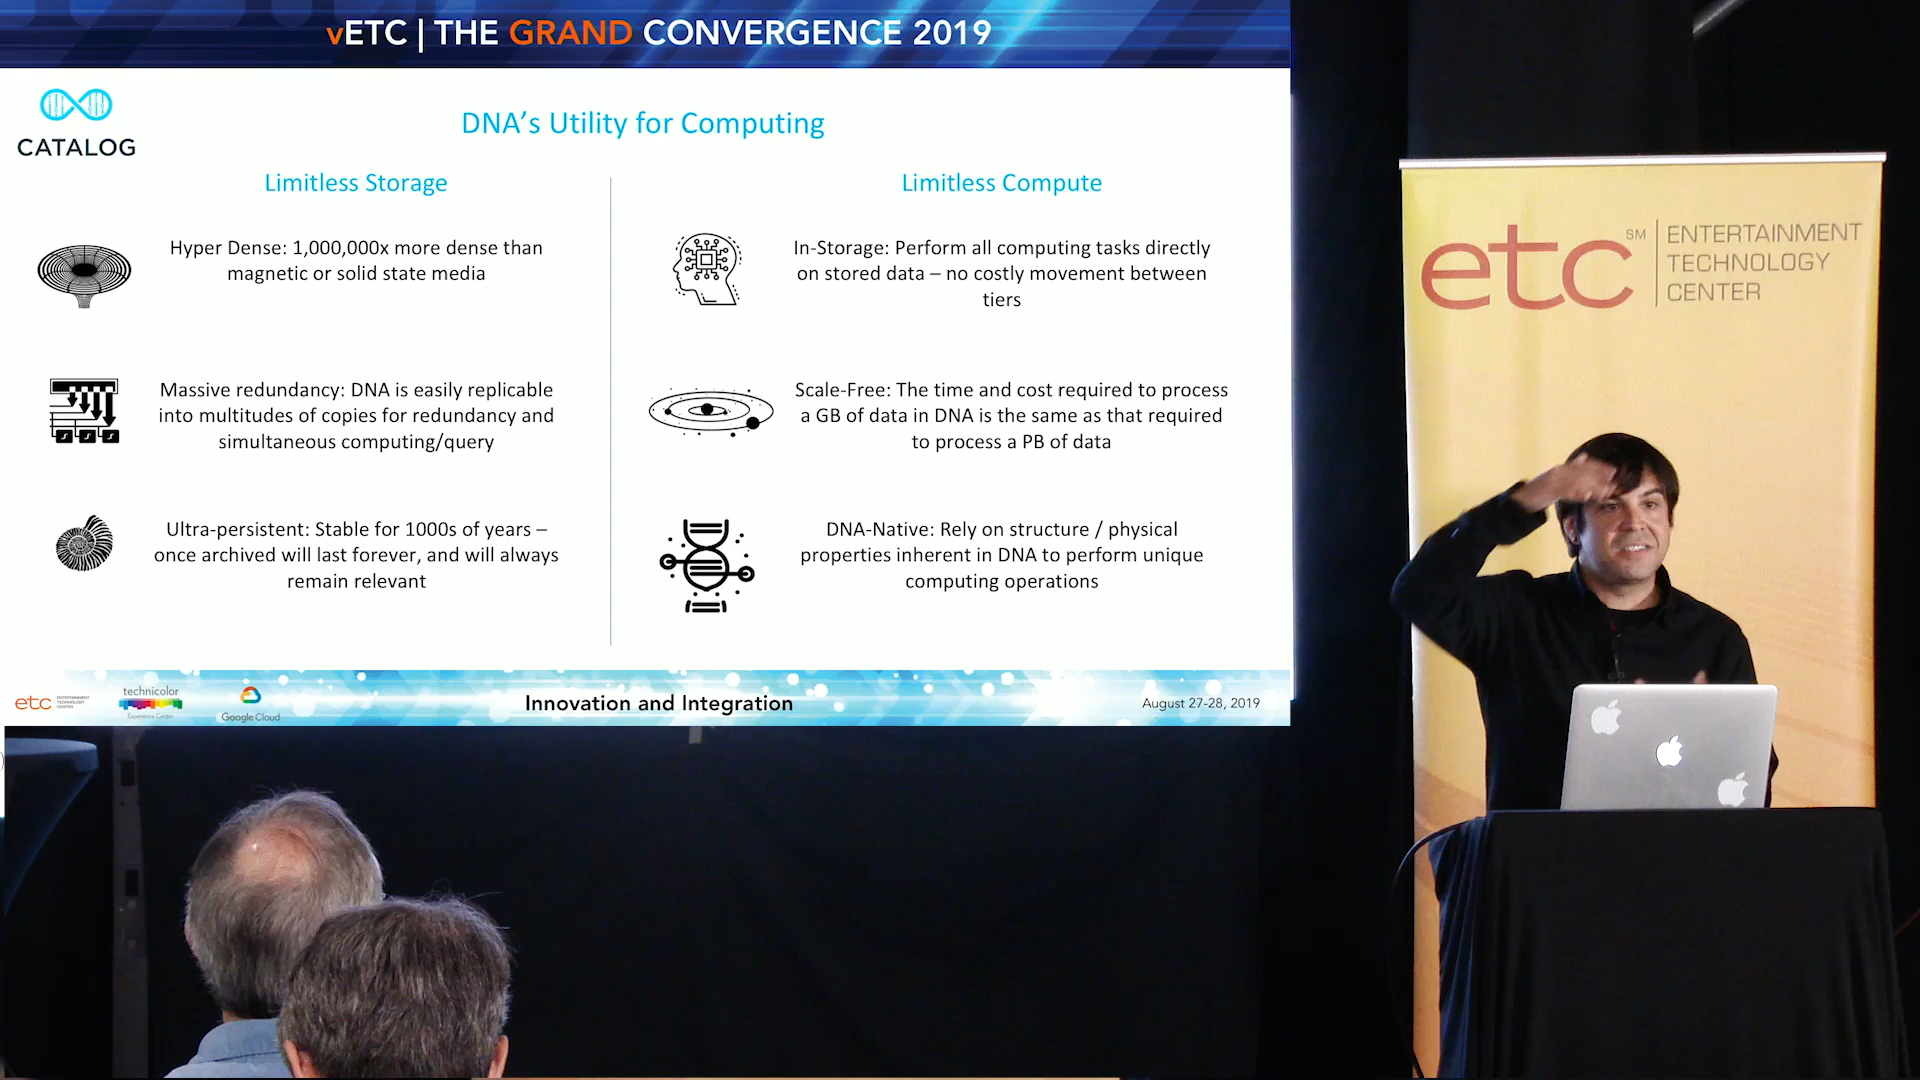 vETC | THE GRAND CONVERGENCE 2019
CATALOG
DNA's Utility for Computing
Limitless Storage
Hyper Dense: 1,000,000x more dense than
magnetic or solid state media
Massive redundancy: DNA is easily replicable
into multitudes of copies for redundancy and
simultaneous computing/query
Ultra-persistent: Stable for 1000s of years –
once archived will last forever, and will always
remain relevant
Limitless Compute
In-Storage: Perform all computing tasks directly
on stored data – no costly movement between
tiers
Scale-Free: The time and cost required to process
a GB of data in DNA is the same as that required
to process a PB of data
DNA-Native: Rely on structure / physical
properties inherent in DNA to perform unique
computing operations
etc
ENTERTAINMENT
TECHNOLOGY
CENTER
technicolor
Experience Center
Google Cloud
Innovation and Integration
August 27-28, 2019
etc SM
ENTERTAINMENT
TECHNOLOGY
CENTER